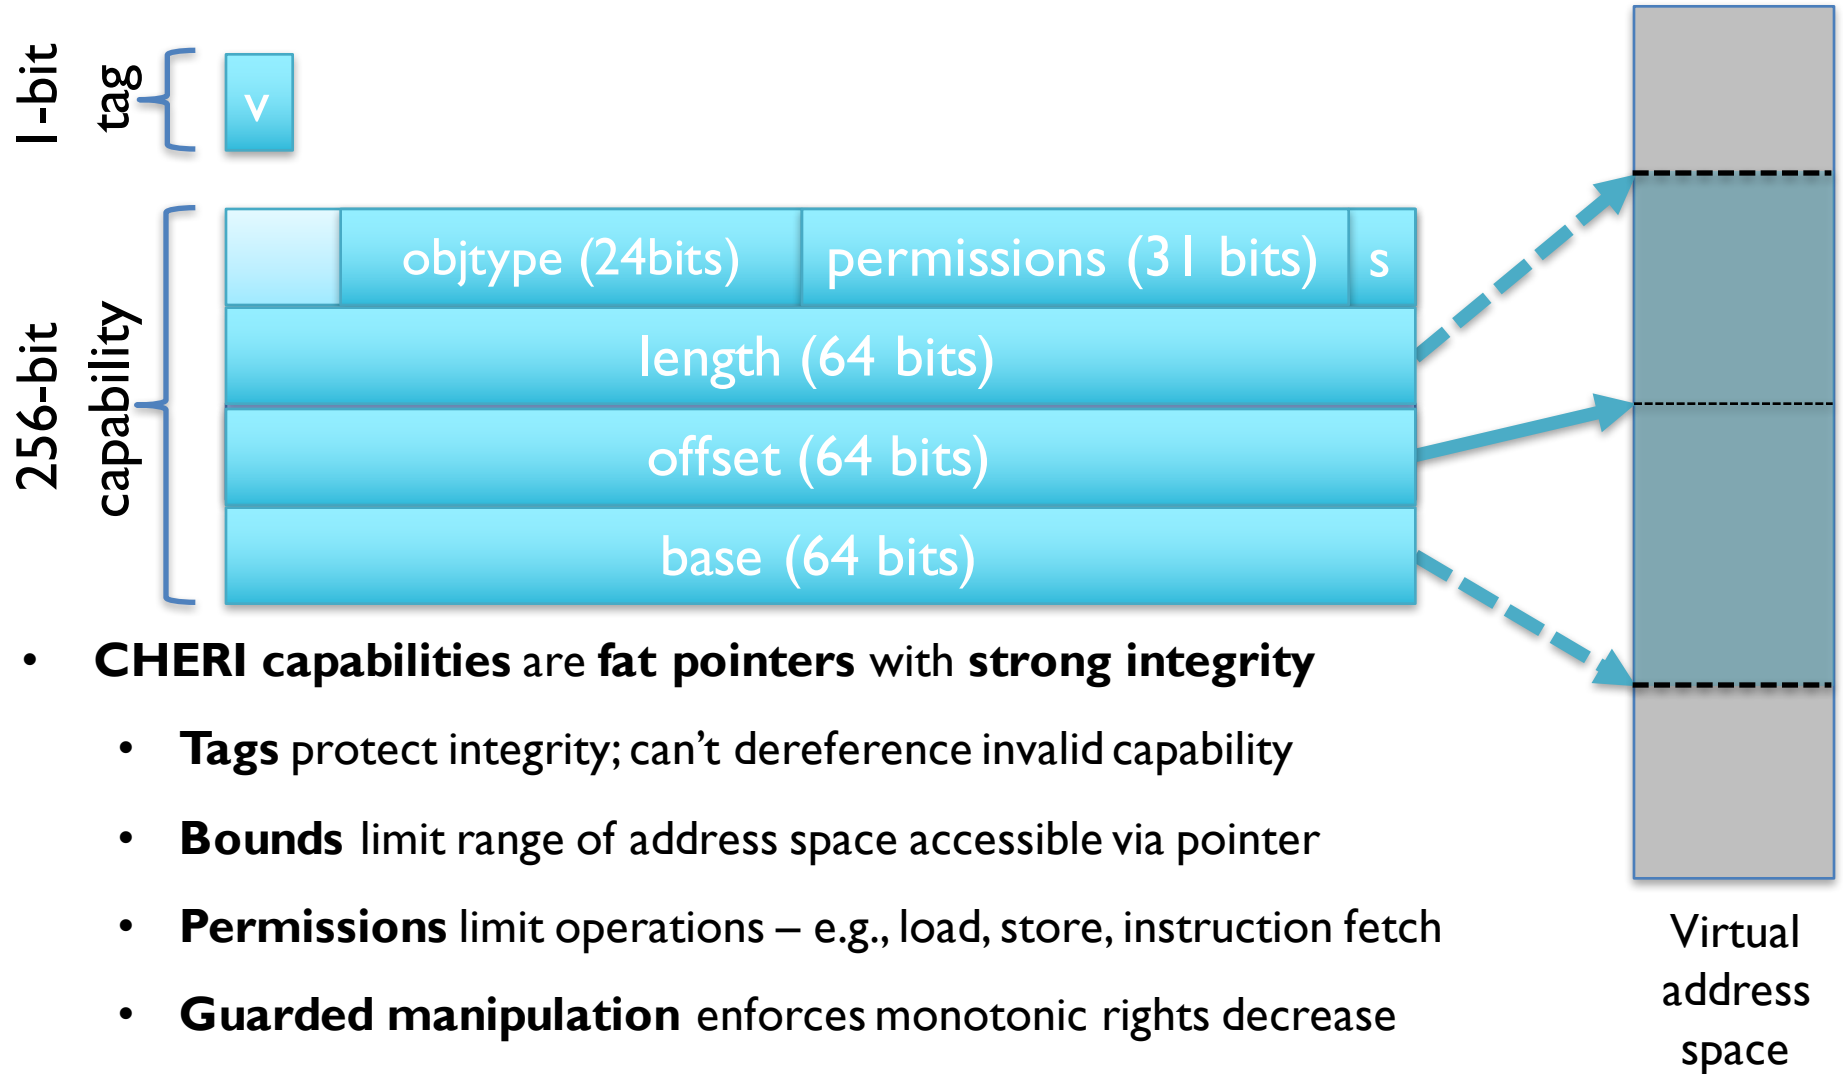 1-bit
tag
v
256-bit
capability
objtype (24bits)
permissions (31 bits)
s
length (64 bits)
offset (64 bits)
base (64 bits)
• CHERI capabilities are fat pointers with strong integrity
• Tags protect integrity; can’t dereference invalid capability
• Bounds limit range of address space accessible via pointer
• Permissions limit operations – e.g., load, store, instruction fetch
• Guarded manipulation enforces monotonic rights decrease
Virtual
address
space